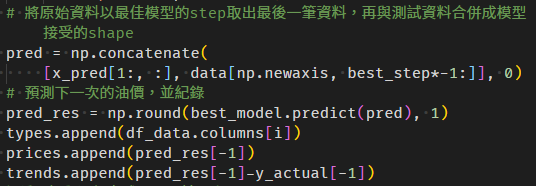 # 將原始資料以最佳模型的step取出最後一筆資料，再與測試資料合併成模型
接受的shape
pred = np.concatenate(
[x_pred[1:, :], data[np.newaxis, best_step*-1:]], 0)
# 預測下一次的油價，並紀錄
pred_res = np.round(best_model.predict(pred), 1)
types.append(df_data.columns[i])
prices.append(pred_res[-1])
trends.append(pred_res[-1]-y_actual[-1])